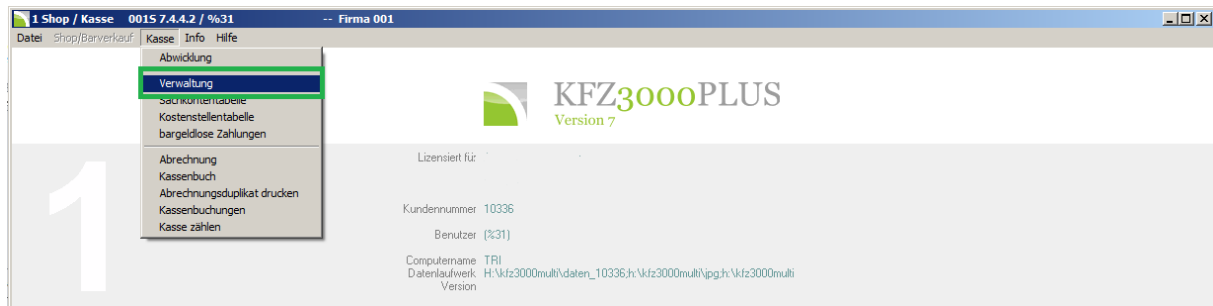 1 Shop / Kasse 001S 7.4.4.2 / %31 -- Firma 001
Datei Shop/Barverkauf Kasse Info Hilfe
Abwicklung
Verwaltung
Sachkontentabelle
Kostenstellentabelle
bargeldlose Zahlungen
Abrechnung
Kassenbuch
Abrechnungsduplikat drucken
Kassenbuchungen
Kasse zählen
KFZ3000PLUS
Version 7
1
Lizensiert für
Kundennummer 10336
Benutzer (%31)
Computername TRI
Datenlaufwerk H:\kfz3000multi\daten_10336;h:\kfz3000multi\jpg;h:\kfz3000multi
Version